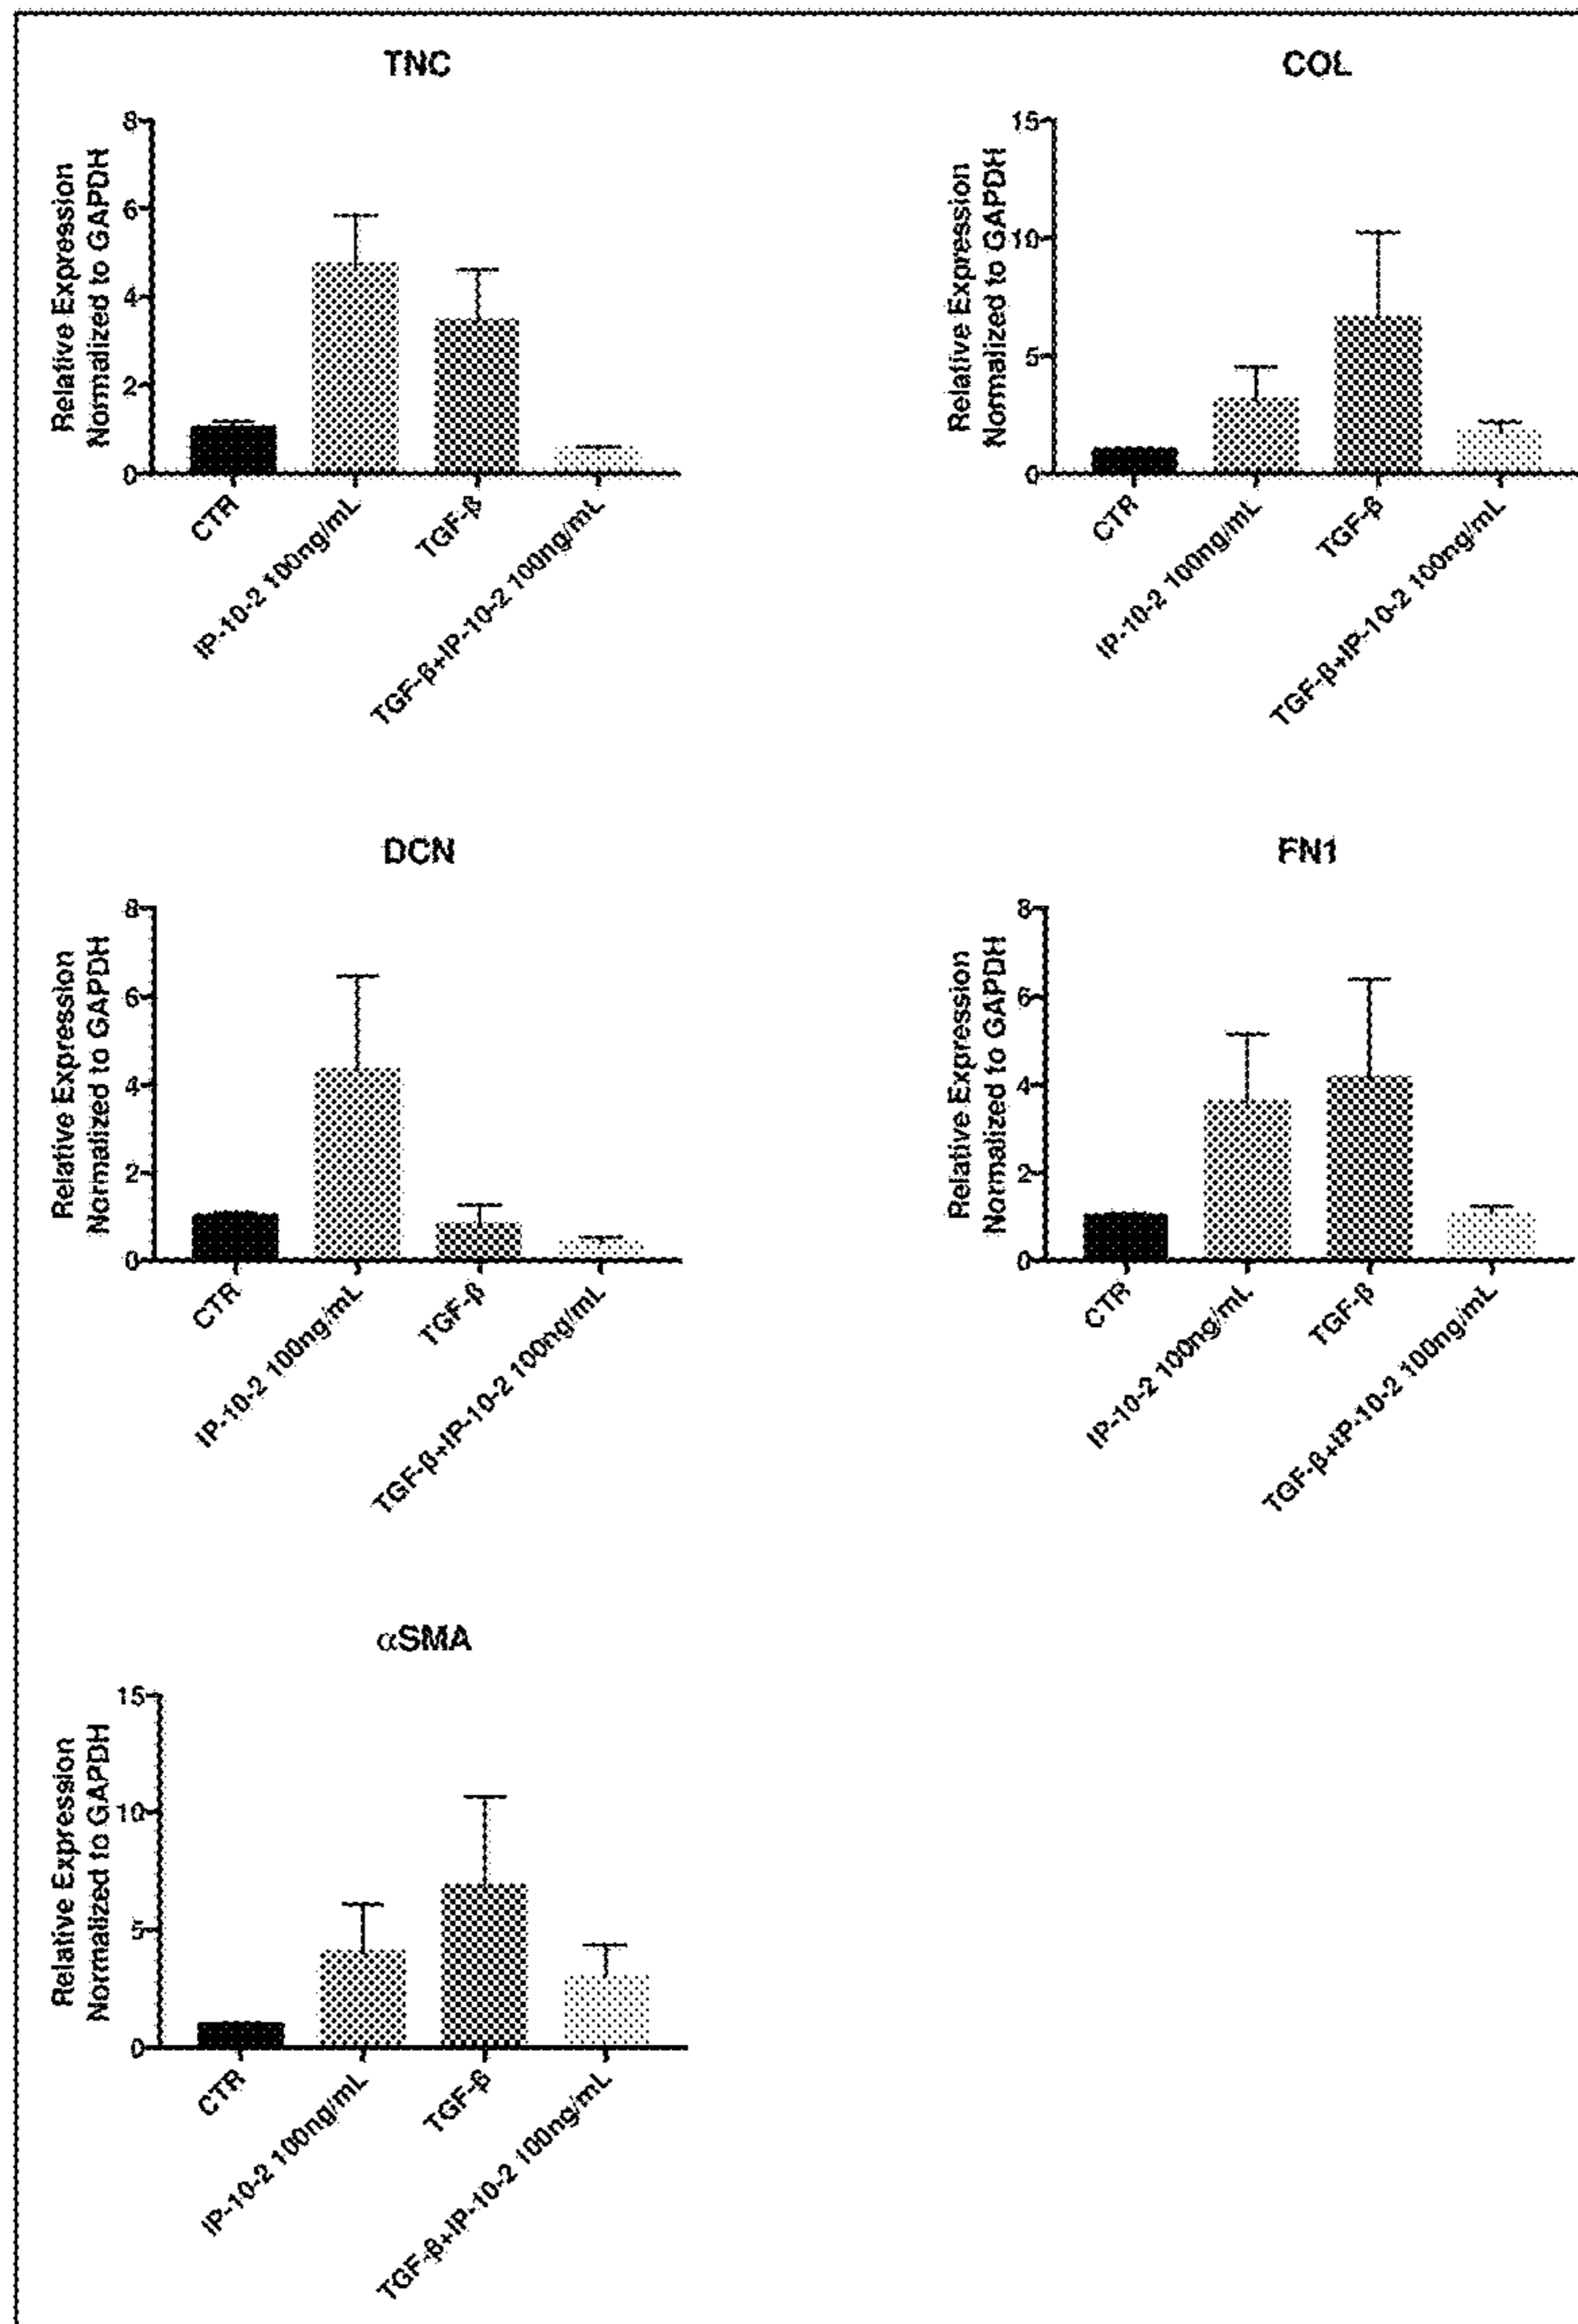 TNC
Relative Expression
Normalized to GAPDH
8
6
4
2
0
CTR
IP-10-2 100ng/mL
TGF-β
TGF-β+IP-10-2 100ng/mL
COL
Relative Expression
Normalized to GAPDH
15
10
5
0
CTR
IP-10-2 100ng/mL
TGF-β
TGF-β+IP-10-2 100ng/mL
DCN
Relative Expression
Normalized to GAPDH
8
6
4
2
0
CTR
IP-10-2 100ng/mL
TGF-β
TGF-β+IP-10-2 100ng/mL
FN1
Relative Expression
Normalized to GAPDH
8
6
4
2
0
CTR
IP-10-2 100ng/mL
TGF-β
TGF-β+IP-10-2 100ng/mL
αSMA
Relative Expression
Normalized to GAPDH
15
10
5
0
CTR
IP-10-2 100ng/mL
TGF-β
TGF-β+IP-10-2 100ng/mL